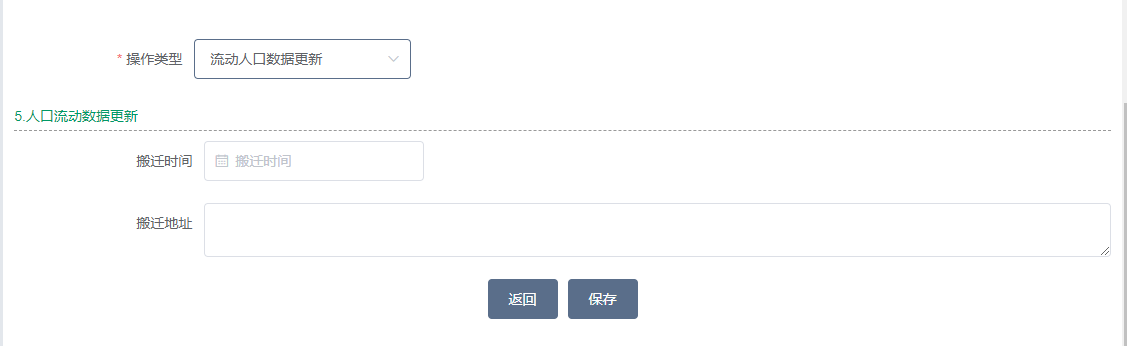 * 操作类型 流动人口数据更新
5.人口流动数据更新
搬迁时间 搬迁时间
搬迁地址
返回 保存